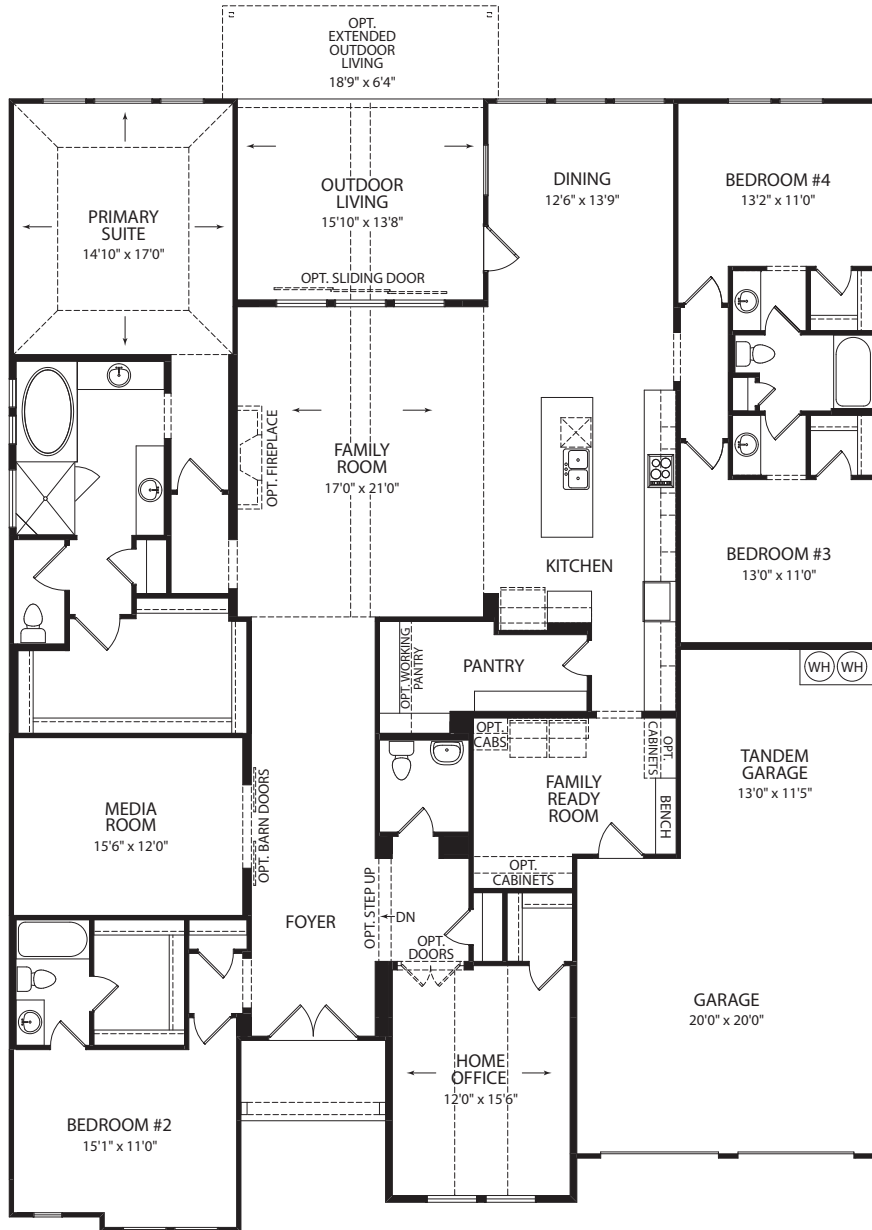 OPT.
EXTENDED
OUTDOOR
LIVING
18'9" x 6'4"
PRIMARY
SUITE
14'10" x 17'0"
OUTDOOR
LIVING
15'10" x 13'8"
OPT. SLIDING DOOR
DINING
12'6" x 13'9"
BEDROOM #4
13'2" x 11'0"
OPT. FIREPLACE
FAMILY
ROOM
17'0" x 21'0"
KITCHEN
BEDROOM #3
13'0" x 11'0"
OPT. WORKING
PANTRY
PANTRY
WH WH
OPT.
CABS
OPT.
CABINETS
FAMILY
READY
ROOM
BENCH
OPT.
CABINETS
TANDEM
GARAGE
13'0" x 11'5"
MEDIA
ROOM
15'6" x 12'0"
OPT. BARN DOORS
FOYER
OPT. STEP UP
DN
OPT.
DOORS
GARAGE
20'0" x 20'0"
HOME
OFFICE
12'0" x 15'6"
BEDROOM #2
15'1" x 11'0"